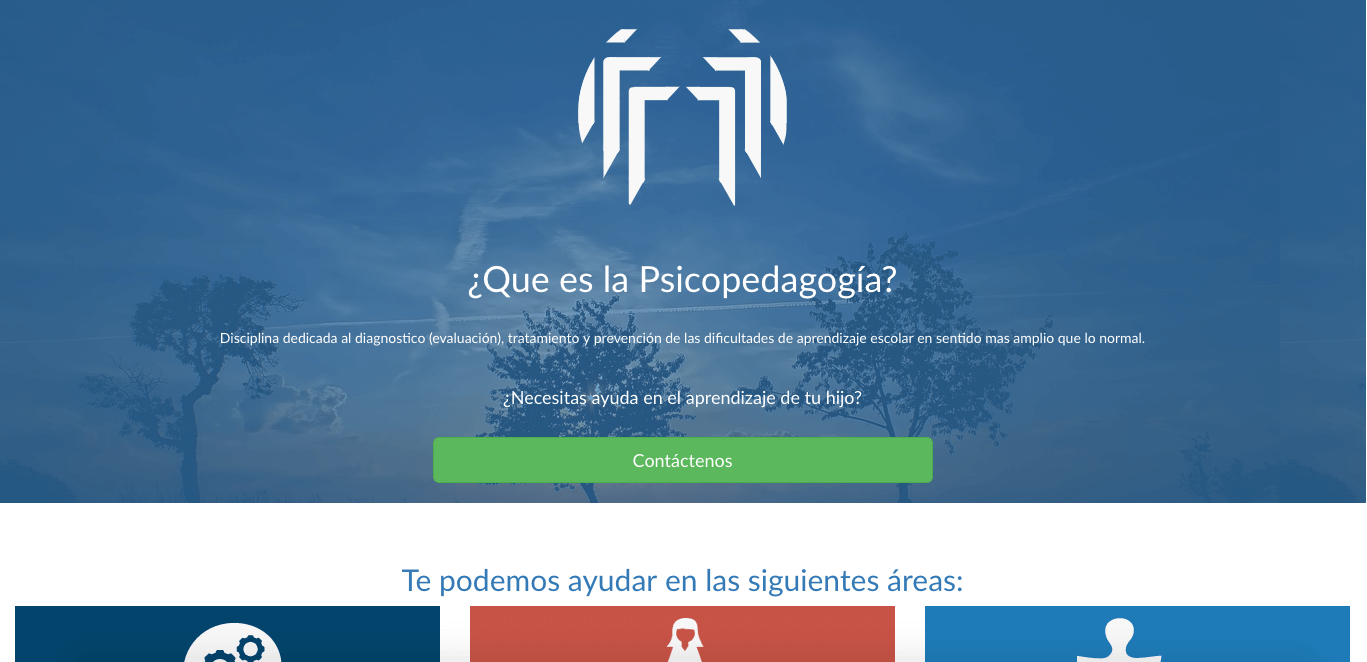 ¿Que es la Psicopedagogía?
Disciplina dedicada al diagnostico (evaluación), tratamiento y prevención de las dificultades de aprendizaje escolar en sentido mas amplio que lo normal.
¿Necesitas ayuda en el aprendizaje de tu hijo?
Contáctenos
Te podemos ayudar en las siguientes áreas: